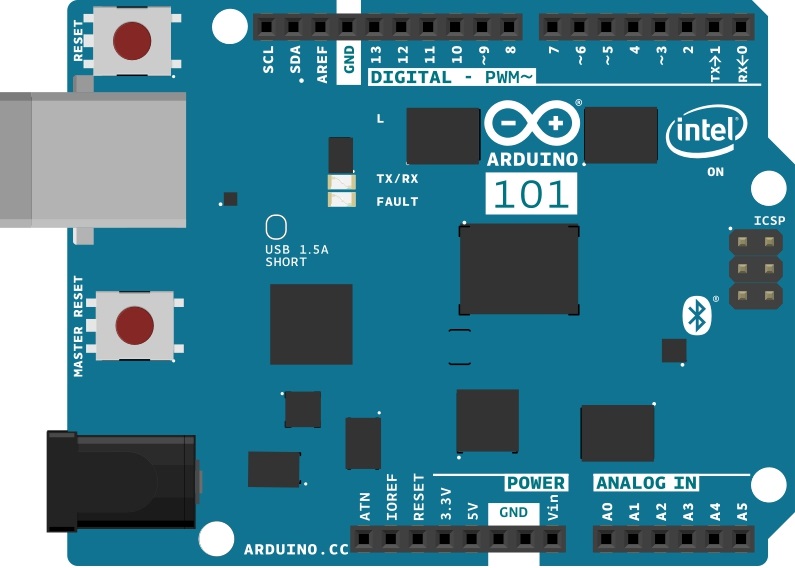 RESET
SCL
SDA
AREF
GND
13
12
11
10
~9
8
7
~6
~5
4
~3
2
TX→1
RX←0
DIGITAL - PWM~
L
TX/RX
FAULT
ARDUINO
101
intel®
ON
ICSP
USB 1.5A
SHORT
®
MASTER RESET
POWER
ANALOG IN
ATN
IOREF
RESET
3.3V
5V
GND
Vin
A0
A1
A2
A3
A4
A5
ARDUINO.CC